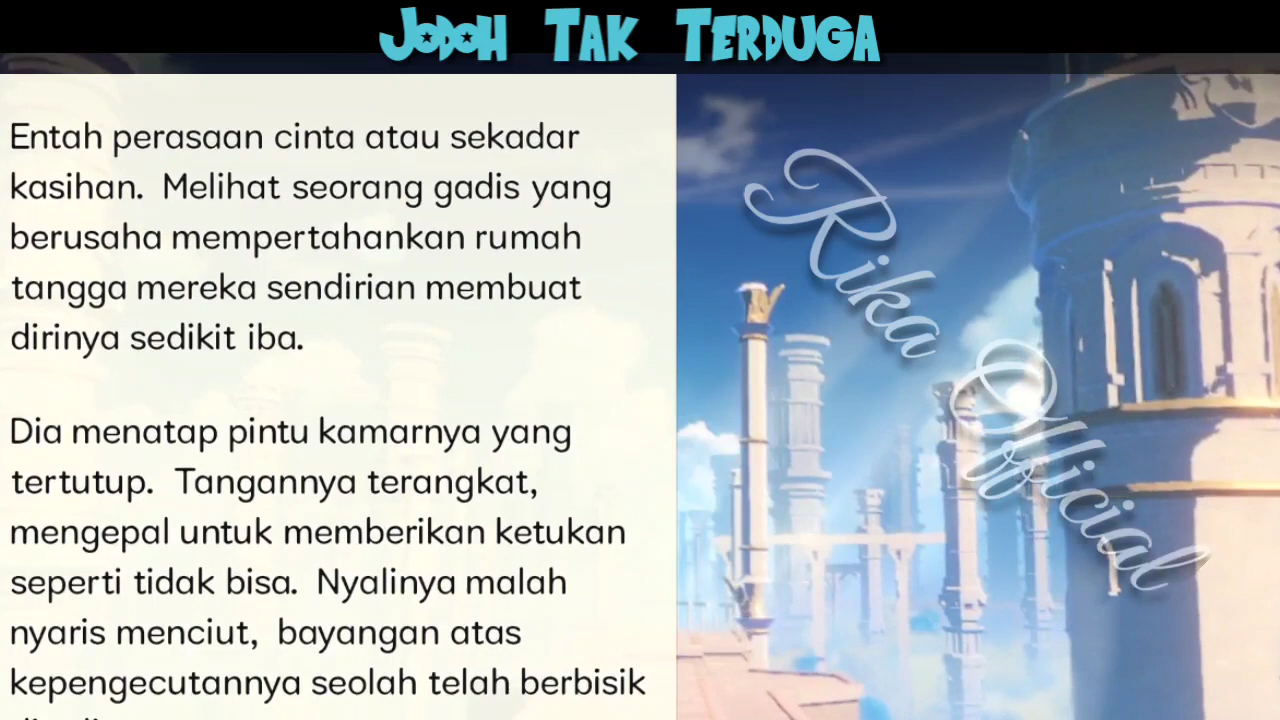 Jodoh Tak Terduga
Entah perasaan cinta atau sekadar
kasihan. Melihat seorang gadis yang
berusaha mempertahankan rumah
tangga mereka sendirian membuat
dirinya sedikit iba.
Dia menatap pintu kamarnya yang
tertutup. Tangannya terangkat,
mengepal untuk memberikan ketukan
seperti tidak bisa. Nyalinya malah
nyaris menciut, bayangan atas
kepengecutannya seolah telah berbisik
Rika Official